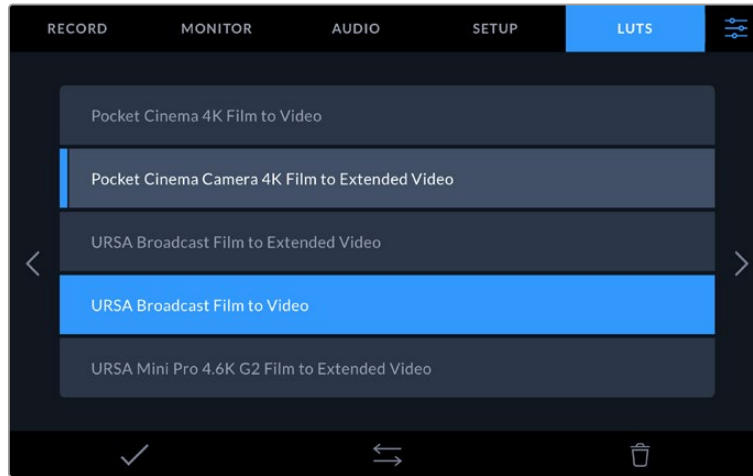 RECORD MONITOR AUDIO SETUP LUTS
Pocket Cinema 4K Film to Video
Pocket Cinema Camera 4K Film to Extended Video
URSA Broadcast Film to Extended Video
URSA Broadcast Film to Video
URSA Mini Pro 4.6K G2 Film to Extended Video